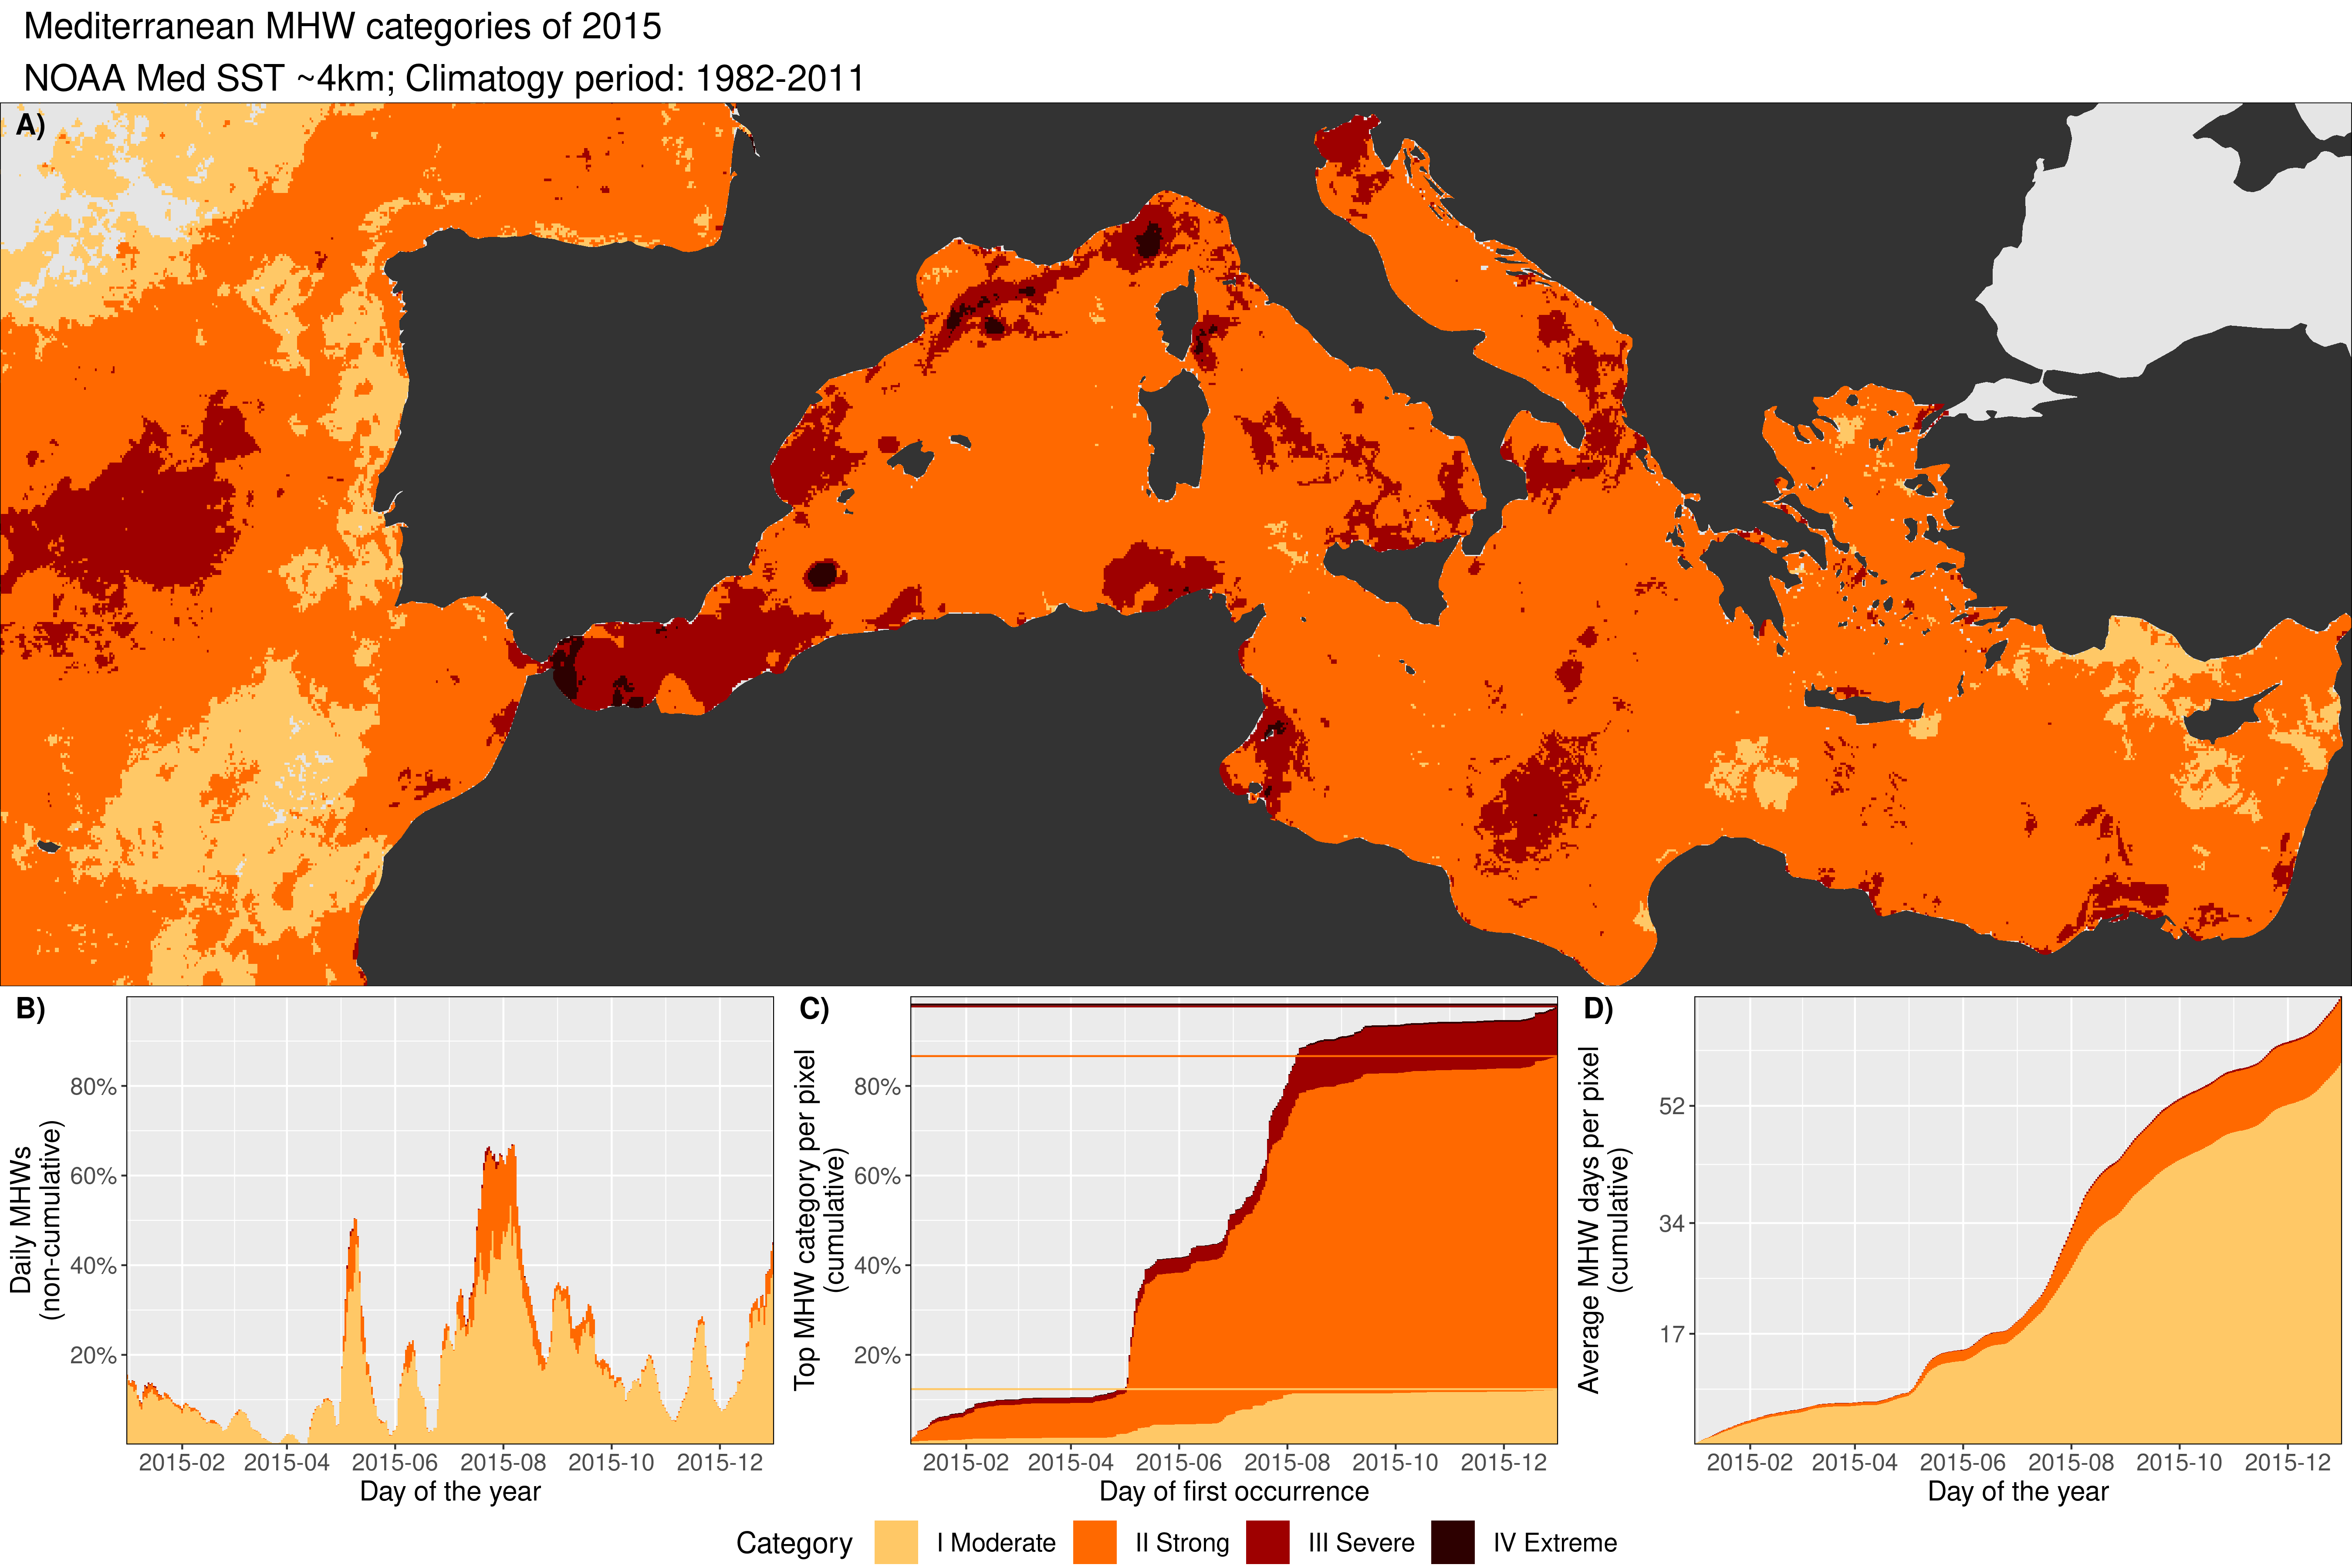 Mediterranean MHW categories of 2015
NOAA Med SST ~4km; Climatogy period: 1982-2011
A)
B)
Daily MHWs
(non-cumulative)
80%
60%
40%
20%
2015-02 2015-04 2015-06 2015-08 2015-10 2015-12
Day of the year
C)
Top MHW category per pixel
(cumulative)
80%
60%
40%
20%
2015-02 2015-04 2015-06 2015-08 2015-10 2015-12
Day of first occurrence
D)
Average MHW days per pixel
(cumulative)
52
34
17
2015-02 2015-04 2015-06 2015-08 2015-10 2015-12
Day of the year
Category I Moderate II Strong III Severe IV Extreme